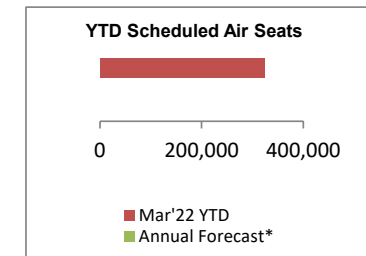 YTD Scheduled Air Seats
0 200,000 400,000
Mar'22 YTD
Annual Forecast*